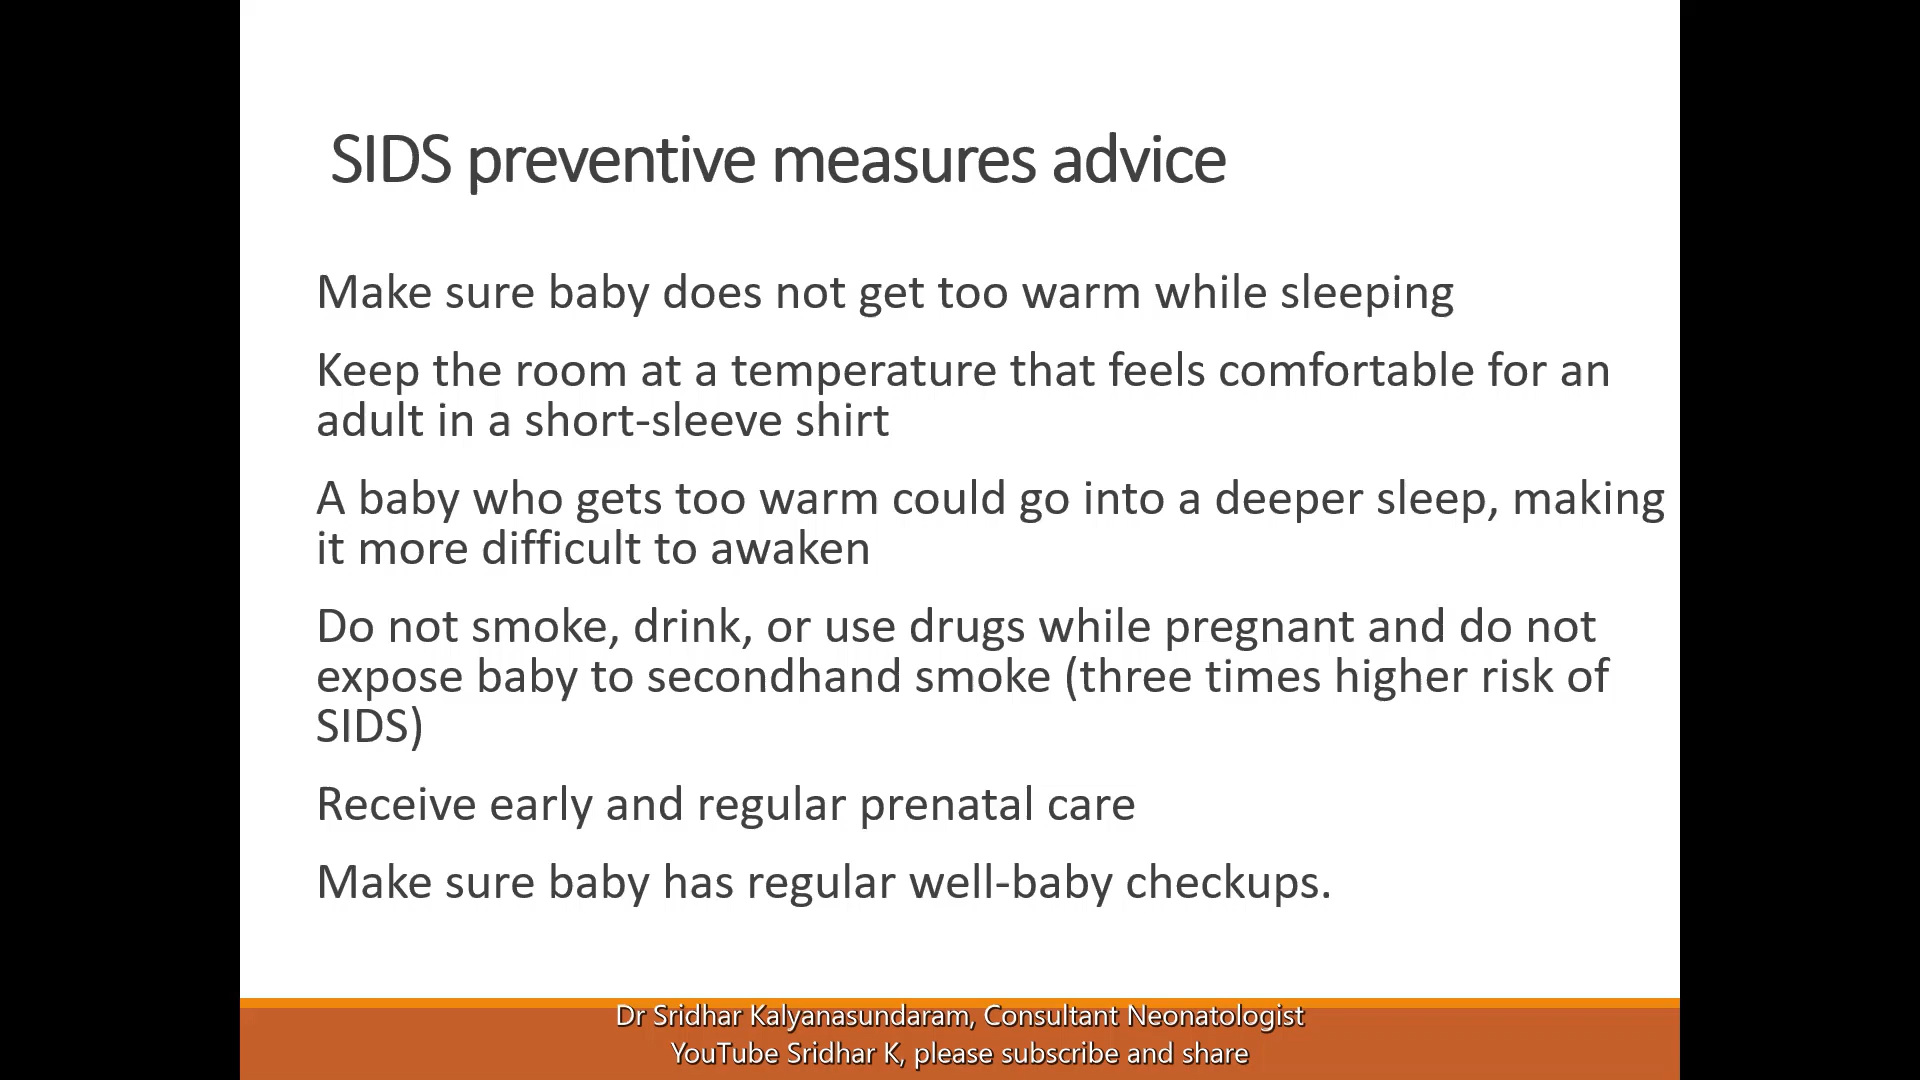 SIDS preventive measures advice
Make sure baby does not get too warm while sleeping
Keep the room at a temperature that feels comfortable for an
adult in a short-sleeve shirt
A baby who gets too warm could go into a deeper sleep, making
it more difficult to awaken
Do not smoke, drink, or use drugs while pregnant and do not
expose baby to secondhand smoke (three times higher risk of
SIDS)
Receive early and regular prenatal care
Make sure baby has regular well-baby checkups.
Dr Sridhar Kalyanasundaram, Consultant Neonatologist
YouTube Sridhar K, please subscribe and share